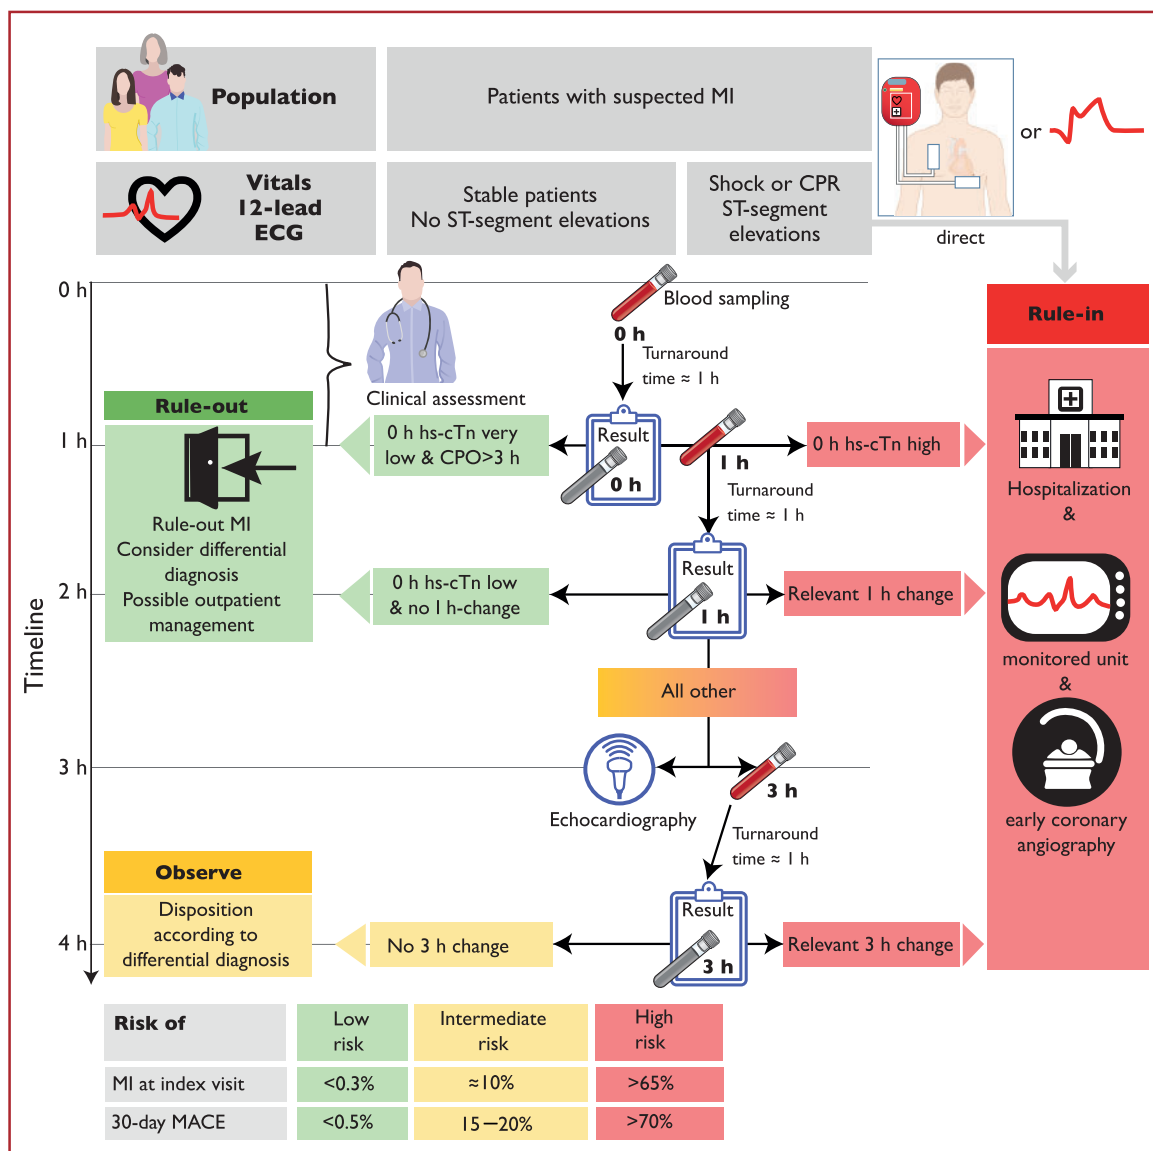 Population
Patients with suspected MI
or
Vitals
12-lead
ECG
Stable patients
No ST-segment elevations
Shock or CPR
ST-segment
elevations
direct
0 h
Blood sampling
0 h
Turnaround
time ≈ 1 h
Clinical assessment
Rule-in
Rule-out
1 h
0 h hs-cTn very
low & CPO>3 h
Result
0 h
1 h
0 h hs-cTn high
Turnaround
time ≈ 1 h
Hospitalization
&
Rule-out MI
Consider differential
diagnosis
Possible outpatient
management
2 h
0 h hs-cTn low
& no 1 h-change
Result
1 h
Relevant 1 h change
monitored unit
&
Timeline
All other
3 h
Echocardiography
3 h
Turnaround
time ≈ 1 h
early coronary
angiography
Observe
Disposition
according to
differential diagnosis
4 h
No 3 h change
Result
3 h
Relevant 3 h change
Risk of
Low
risk
Intermediate
risk
High
risk
MI at index visit
<0.3%
≈10%
>65%
30-day MACE
<0.5%
15–20%
>70%